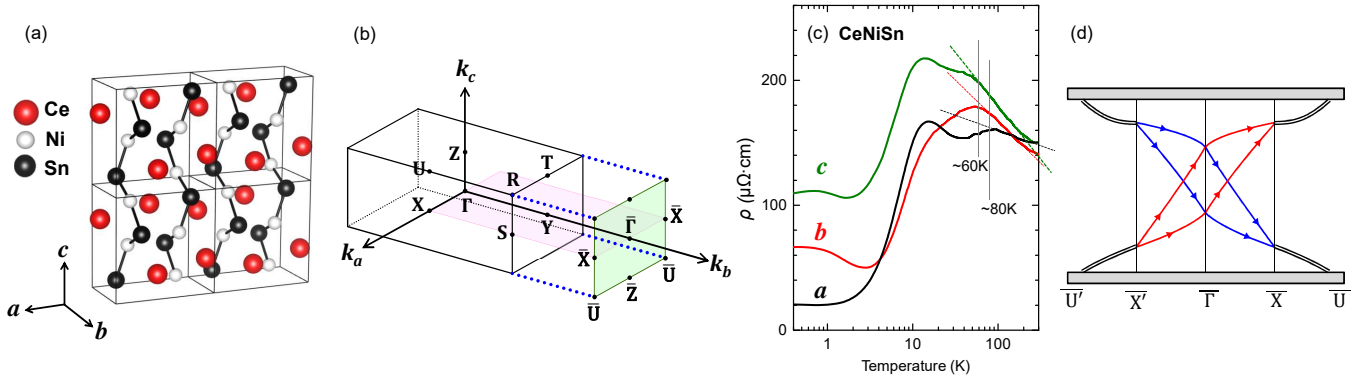 (a)
Ce
Ni
Sn
c
a
b
(b)
k_c
Z
T
U
R
X
Γ
Y
S
k_a
X̅
Γ̅
X̅
U̅
Z̅
U̅
k_b
(c) CeNiSn
200
100
0
ρ (μΩ·cm)
c
b
a
~60K
~80K
1
10
100
Temperature (K)
(d)
U̅′̅ X̅′̅ Γ̅ X̅ U̅